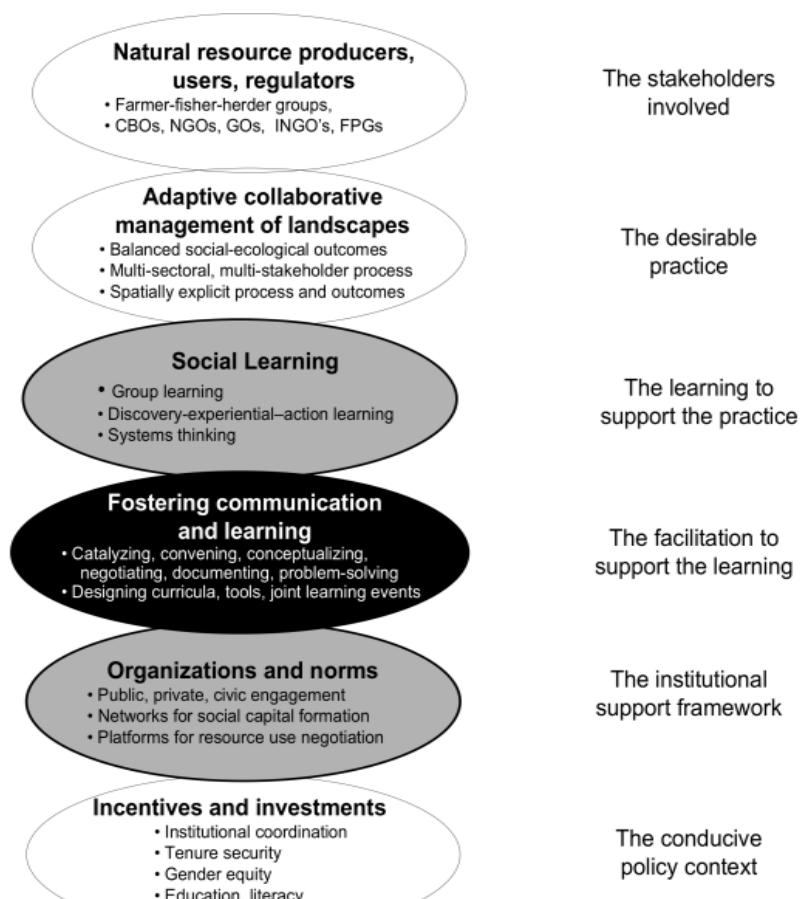 Natural resource producers,
users, regulators
• Farmer-fisher-herder groups,
• CBOs, NGOs, GOs, INGO's, FPGs
The stakeholders
involved
Adaptive collaborative
management of landscapes
• Balanced social-ecological outcomes
• Multi-sectoral, multi-stakeholder process
• Spatially explicit process and outcomes
The desirable
practice
Social Learning
• Group learning
• Discovery-experiential–action learning
• Systems thinking
The learning to
support the practice
Fostering communication
and learning
• Catalyzing, convening, conceptualizing,
negotiating, documenting, problem-solving
• Designing curricula, tools, joint learning events
The facilitation to
support the learning
Organizations and norms
• Public, private, civic engagement
• Networks for social capital formation
• Platforms for resource use negotiation
The institutional
support framework
Incentives and investments
• Institutional coordination
• Tenure security
• Gender equity
• Education, literacy
The conducive
policy context